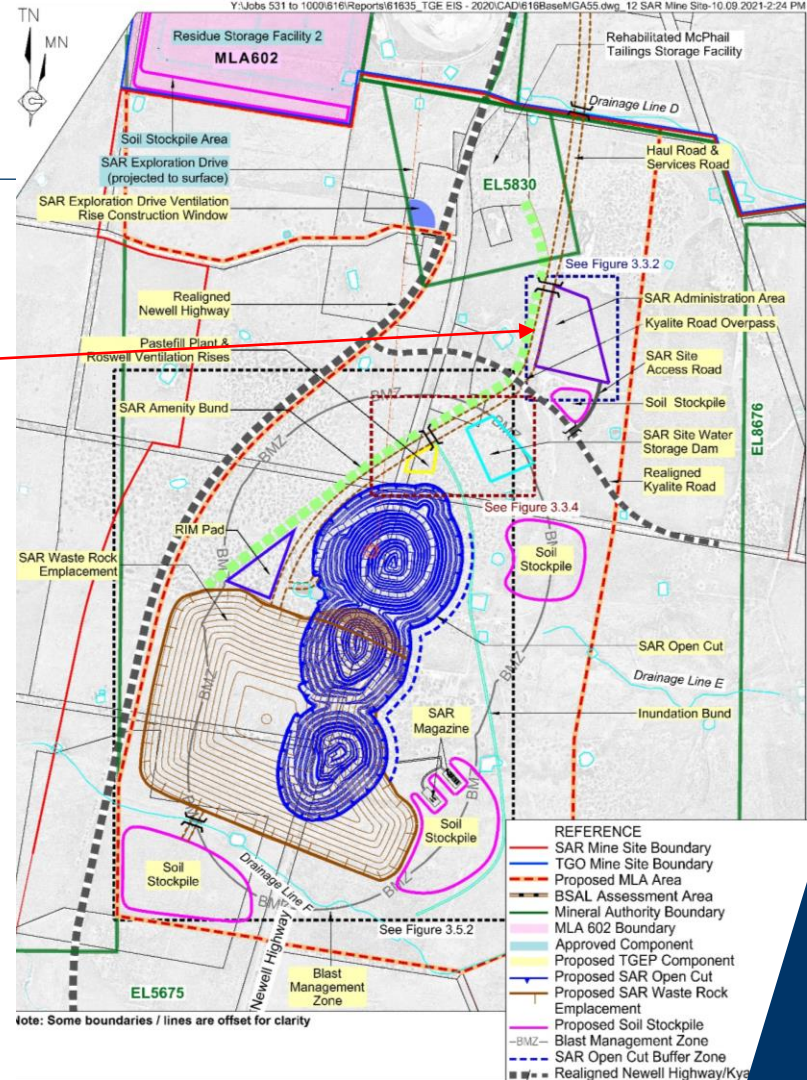 Y:\Jobs 531 to 1000\616\Reports\61635_TGE EIS - 2020\CAD\616BaseMGA55.dwg_12 SAR Mine Site-10.09.2021-2:24 PM
TN
MN
Residue Storage Facility 2
MLA602
Rehabilitated McPhail
Tailings Storage Facility
Drainage Line D
Soil Stockpile Area
SAR Exploration Drive
(projected to surface)
Haul Road &
Services Road
EL5830
SAR Exploration Drive Ventilation
Rise Construction Window
See Figure 3.3.2
Realigned
Newell Highway
SAR Administration Area
Kyalite Road Overpass
Pastefill Plant &
Roswell Ventilation Rises
SAR Site
Access Road
BMZ
SAR Amenity Bund
Soil Stockpile
EL8676
BMZ
BMZ
SAR Site Water
Storage Dam
Realigned
Kyalite Road
See Figure 3.3.4
RIM Pad
Soil
Stockpile
SAR Waste Rock
Emplacement
SAR Open Cut
Drainage Line E
BMZ
BMZ
Inundation Bund
SAR
Magazine
BMZ
Soil
Stockpile
Soil
Stockpile
Drainage Line F
BMZ
BMZ
See Figure 3.5.2
Newell Highway
Blast
Management
Zone
EL5675
Note: Some boundaries / lines are offset for clarity
REFERENCE
SAR Mine Site Boundary
TGO Mine Site Boundary
Proposed MLA Area
BSAL Assessment Area
Mineral Authority Boundary
MLA 602 Boundary
Approved Component
Proposed TGEP Component
Proposed SAR Open Cut
Proposed SAR Waste Rock
Emplacement
Proposed Soil Stockpile
BMZ Blast Management Zone
SAR Open Cut Buffer Zone
Realigned Newell Highway/Kya